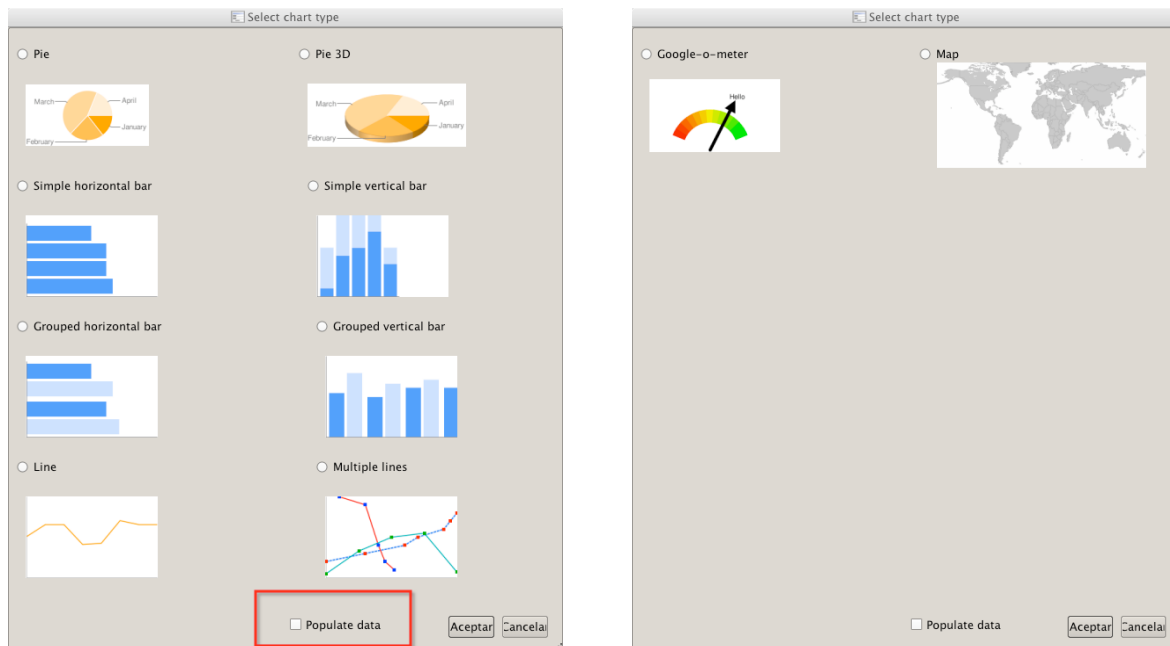 Select chart type
Pie
Pie 3D
March
April
January
February
March
April
January
February
Simple horizontal bar
Simple vertical bar
Grouped horizontal bar
Grouped vertical bar
Line
Multiple lines
Populate data
Aceptar
Cancelar
Select chart type
Google-o-meter
Map
Hello
Populate data
Aceptar
Cancelar